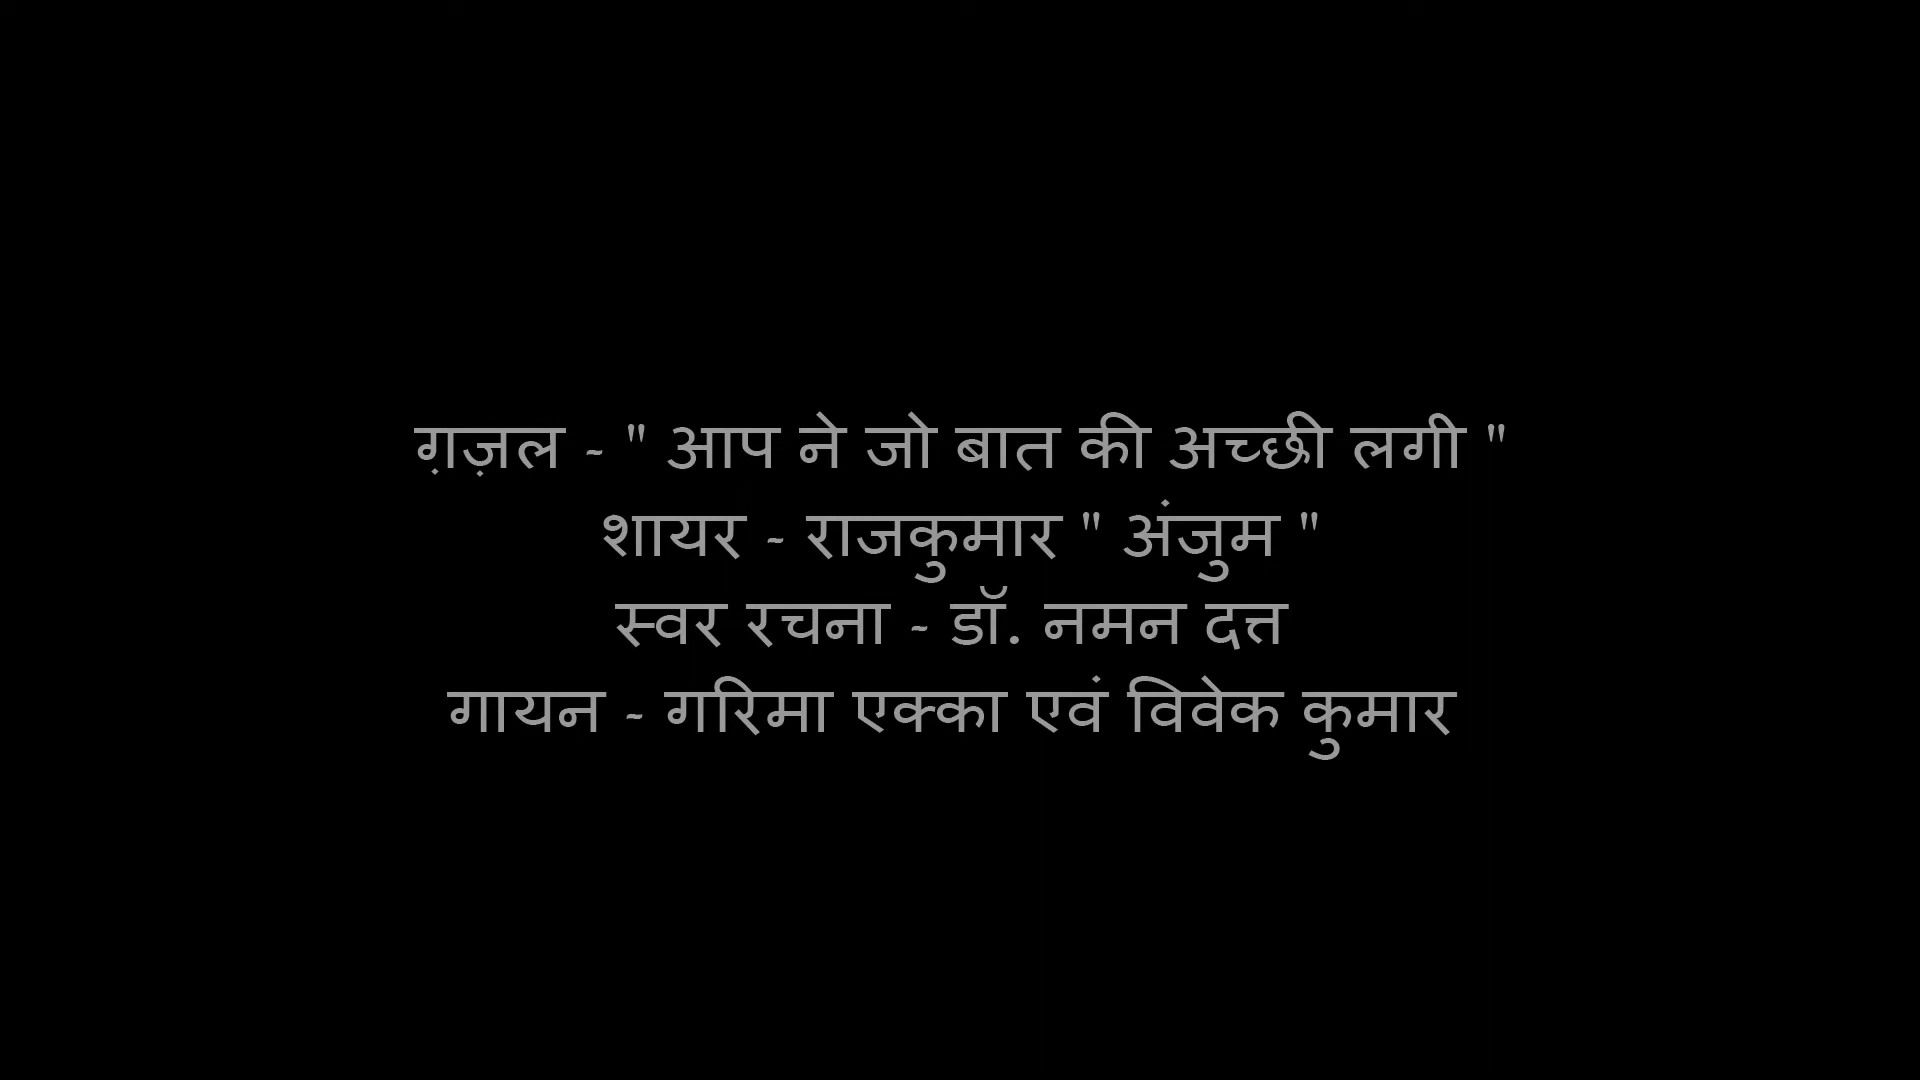 ग़ज़ल - " आप ने जो बात की अच्छी लगी "
शायर - राजकुमार " अंजुम "
स्वर रचना - डॉ. नमन दत्त
गायन - गरिमा एक्का एवं विवेक कुमार